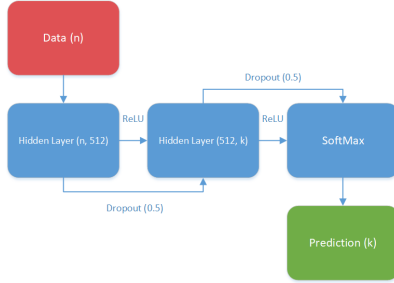 Data (n)
Dropout (0.5)
Hidden Layer (n, 512)
ReLU
Hidden Layer (512, k)
ReLU
SoftMax
Dropout (0.5)
Prediction (k)